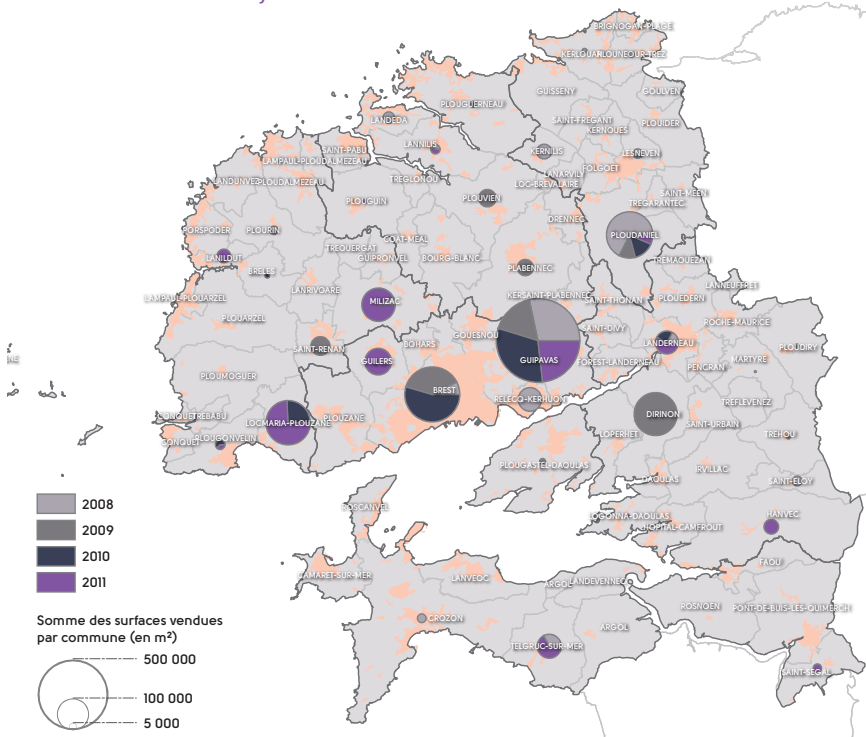 BRIGNOGAN-PLAGE
KERLOUAN
PLOUNEOUR-TREZ
GUISSENY
GOULVEN
PLOUGUERNEAU
LANDEDA
SAINT-FREGANT
PLOUIDER
KERNOUES
LANNILIS
SAINT-PABU
KERNILIS
LESNEVEN
LAMPAUL-PLOUDALMEZEAU
FOLGOET
LANARVILY
TREGLONOU
LOC-BREVALAIRE
PLOUDALMEZEAU
SAINT-MEEN
PLOUVIEN
PLOUGUIN
TREGARANTEC
DRENNEC
PORSPODER
PLOURIN
PLOUDANIEL
COAT-MEAL
TREOUERGAT
LANILDUT
GUIPRONVEL
BOURG-BLANC
TREMAOUEZAN
PLABENNEC
BRELES
LANNEUFFRET
LANRIVOARE
KERSAINT-PLABENNEC
LAMPAUL-PLOUARZEL
SAINT-THONAN
PLOUEDERN
MILIZAC
PLOUARZEL
ROCHE-MAURICE
SAINT-DIVY
GOUESNOU
LANDERNEAU
BOHARS
SAINT-RENAN
PLOUDIRY
GUIPAVAS
GUILERS
MARTYRE
FOREST-LANDERNEAU
PENCRAN
PLOUMOGUER
BREST
RELECQ-KERHUON
TREFLEVENEZ
DIRINON
TREBABU
PLOUZANE
LOCMARIA-PLOUZANE
SAINT-URBAIN
LOPERHET
TREHOU
CONQUET
PLOUGONVELIN
PLOUGASTEL-DAOULAS
IRVILLAC
DAOULAS
SAINT-ELOY
ROSCANVEL
LOGONNA-DAOULAS
HANVEC
HOPITAL-CAMFROUT
FAOU
CAMARET-SUR-MER
LANVEOC
ARGOL
LANDEVENNEC
ROSNOEN
PONT-DE-BUIS-LES-QUIMERCH
CROZON
ARGOL
TELGRUC-SUR-MER
SAINT-SEGAL
2008
2009
2010
2011
Somme des surfaces vendues
par commune (en m²)
500 000
100 000
5 000